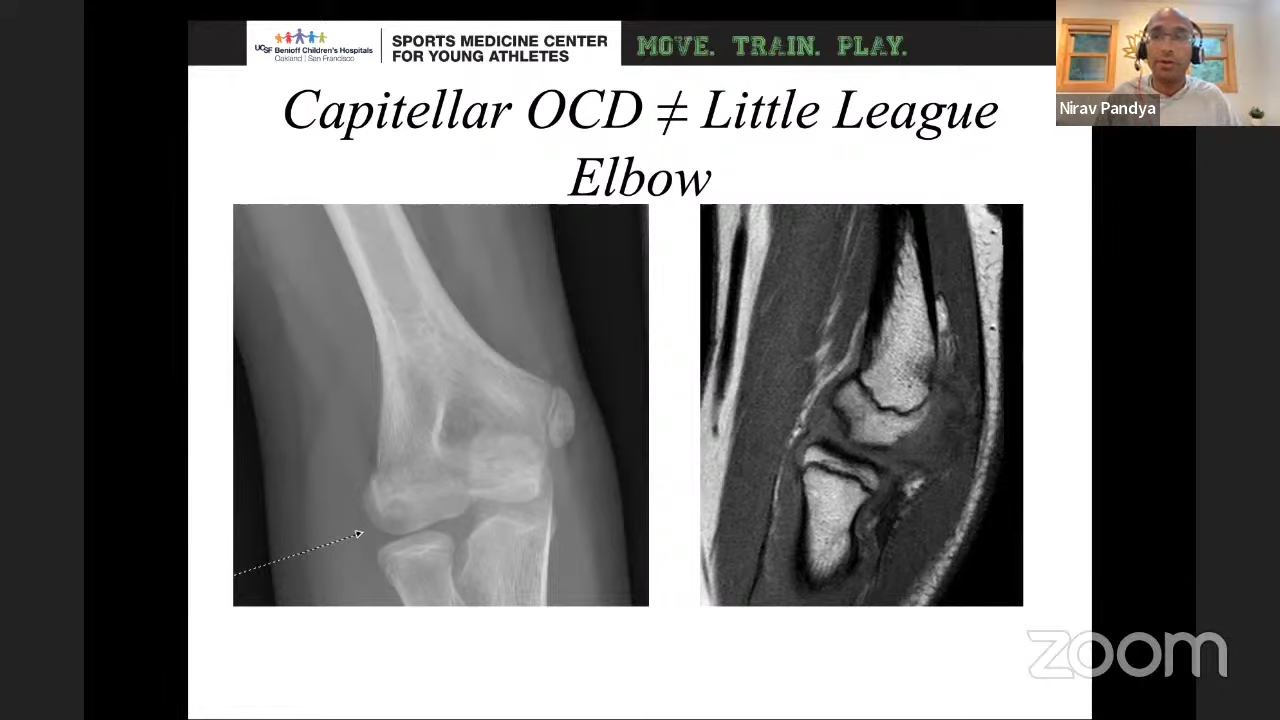 UCSF Benioff Children's Hospitals
Oakland | San Francisco
SPORTS MEDICINE CENTER
FOR YOUNG ATHLETES
MOVE. TRAIN. PLAY.
Nirav Pandya
Capitellar OCD ≠ Little League
Elbow
zoom